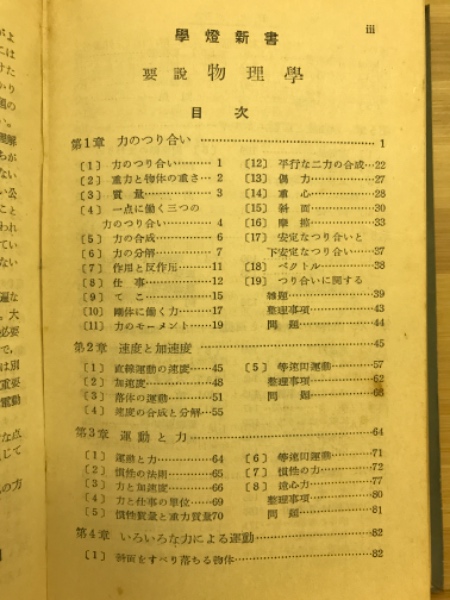 iii
學燈新書
要説 物理學
目次
第1章 力のつり合い……1
〔1〕 力のつり合い……1
〔2〕 重力と物体の重さ…2
〔3〕 質量……3
〔4〕 一点に働く三つの
力のつり合い……4
〔5〕 力の合成……6
〔6〕 力の分解……7
〔7〕 作用と反作用……11
〔8〕 仕事……12
〔9〕 てこ……15
〔10〕 剛体に働く力……17
〔11〕 力のモーメント……19
〔12〕 平行な二力の合成…22
〔13〕 偶力……27
〔14〕 重心……28
〔15〕 斜面……30
〔16〕 摩擦……33
〔17〕 安定なつり合いと
不安定なつり合い……37
〔18〕 ベクトル……38
〔19〕 つり合いに関する
雑題……39
整理事項……43
問題……44
第2章 速度と加速度……45
〔1〕 直線運動の速度……45
〔2〕 加速度……48
〔3〕 落体の運動……51
〔4〕 速度の合成と分解…55
〔5〕 等速円運動……57
整理事項……62
問題……
第3章 運動と力……64
〔1〕 運動と力……64
〔2〕 慣性の法則……65
〔3〕 力と加速度……66
〔4〕 力と仕事の單位……69
〔5〕 慣性質量と重力質量70
〔6〕 等速円運動……71
〔7〕 慣性の力……72
〔8〕 遠心力……77
整理事項……80
問題……81
第4章 いろいろな力による運動……82
〔1〕 斜面をすべり落ちる物体……82